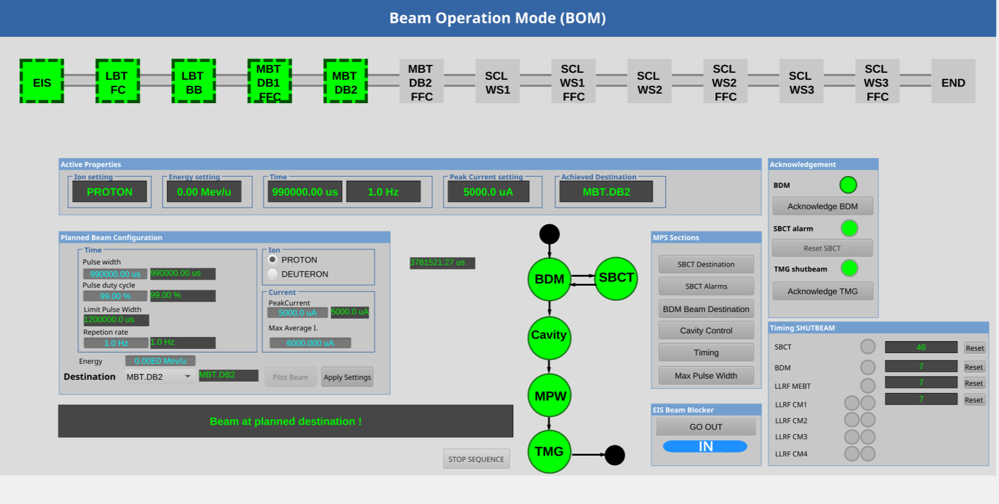 Beam Operation Mode (BOM)
EIS
LBT
FC
LBT
BB
MBT
DB1
FFC
MBT
DB2
MBT
DB2
FFC
SCL
WS1
SCL
WS1
FFC
SCL
WS2
SCL
WS2
FFC
SCL
WS3
SCL
WS3
FFC
END
Active Properties
Ion setting
PROTON
Energy setting
0.00 Mev/u
Time
990000.00 us
1.0 Hz
Peak Current setting
5000.0 uA
Achieved Destination
MBT.DB2
Acknowledgement
BDM
Acknowledge BDM
SBCT alarm
Reset SBCT
TMG shutbeam
Acknowledge TMG
Planned Beam Configuration
Time
Pulse width
990000.00 us
990000.00 us
Pulse duty cycle
99.00 %
99.00 %
Limit Pulse Width
1200000.0 us
Repetion rate
1.0 Hz
1.0 Hz
Ion
PROTON
DEUTERON
Current
PeakCurrent
5000.0 uA
5000.0 uA
Max Average I.
6000.000 uA
Energy
0.00E0 Mev/u
Destination
MBT.DB2
MBT.DB2
Pilot Beam
Apply Settings
3781521:27 us
BDM
SBCT
Cavity
MPW
TMG
MPS Sections
SBCT Destination
SBCT Alarms
BDM Beam Destination
Cavity Control
Timing
Max Pulse Width
Beam at planned destination !
STOP SEQUENCE
EIS Beam Blocker
GO OUT
IN
Timing SHUTBEAM
SBCT
46
Reset
BDM
7
Reset
LLRF MEBT
7
Reset
LLRF CM1
7
Reset
LLRF CM2
LLRF CM3
LLRF CM4